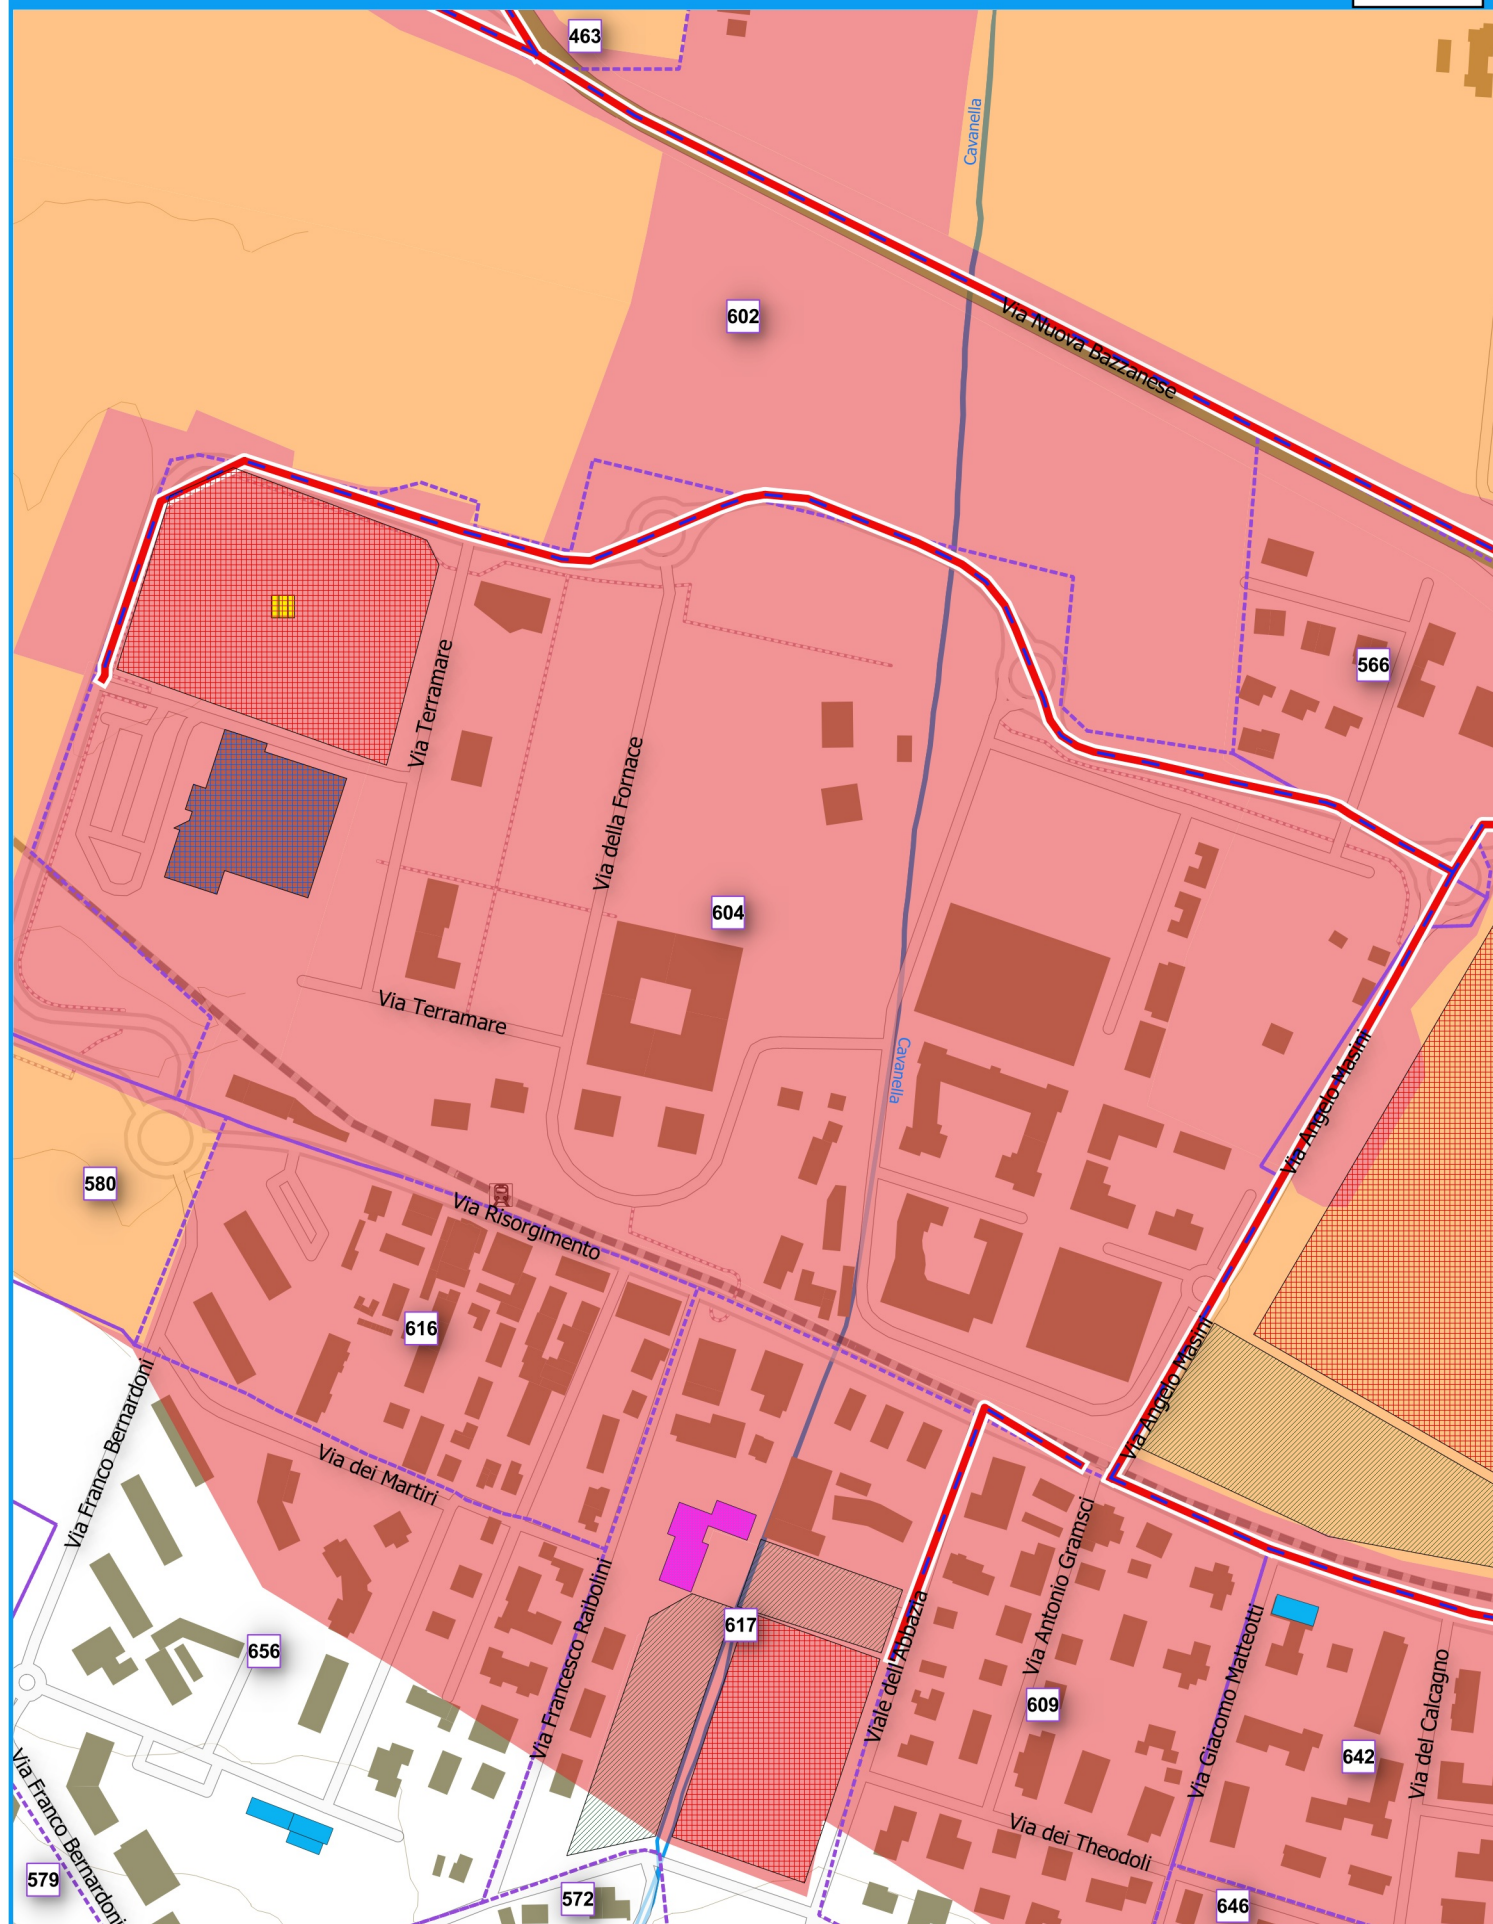 463
Cavanella
602
Via Nuova Bazzanese
566
Via Terramare
Via della Fornace
604
Via Terramare
Cavanella
Via Angelo Masini
580
Via Risorgimento
616
Via Angelo Masini
Via Franco Bernardoni
Via dei Martiri
Via Antonio Gramsci
Via Francesco Raibolini
617
Viale dell'Abbazia
Via Giacomo Matteotti
656
Via del Calcagno
609
642
Via Franco Bernardoni
Via dei Theodoli
579
572
646